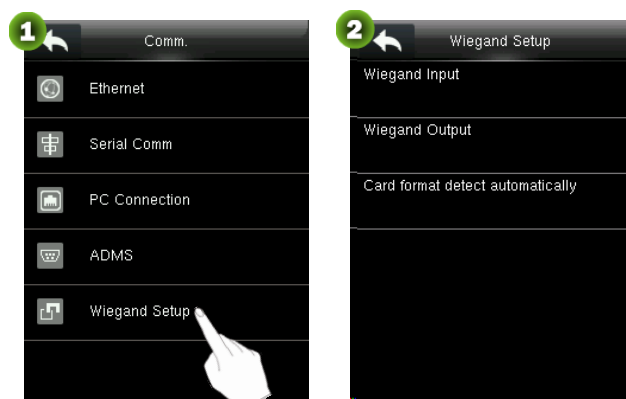 1
Comm.
Ethernet
Serial Comm
PC Connection
ADMS
Wiegand Setup
2
Wiegand Setup
Wiegand Input
Wiegand Output
Card format detect automatically